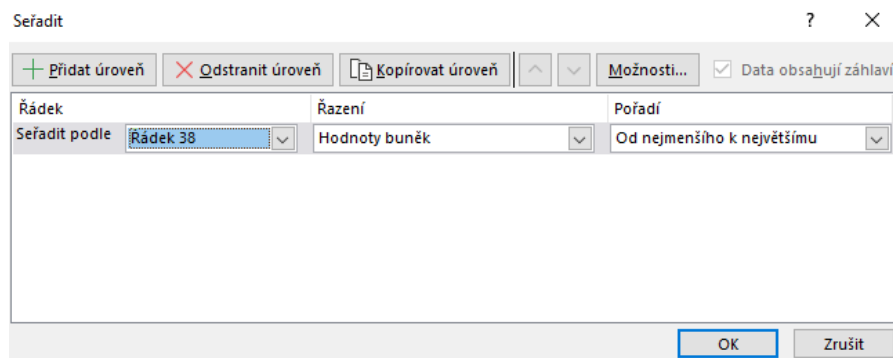 Seřadit ?
Přidat úroveň Odstranit úroveň Kopírovat úroveň Možnosti... Data obsahují záhlaví
Řádek Řazení Pořadí
Seřadit podle Řádek 38 Hodnoty buněk Od nejmenšího k největšímu
OK Zrušit